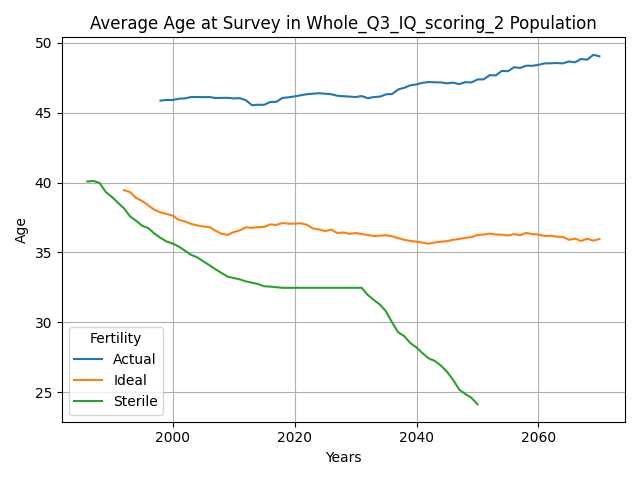 Average Age at Survey in Whole_Q3_IQ_scoring_2 Population
50
45
40
35
30
25
Age
Fertility
Actual
Ideal
Sterile
2000
2020
2040
2060
Years